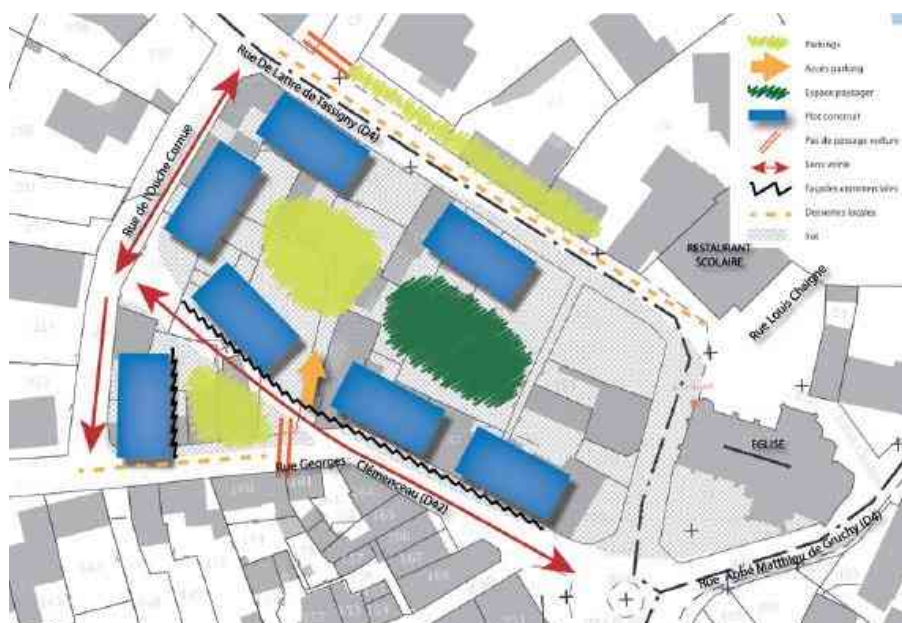 Parkings
Accès parking
Espace paysager
Plot construit
Pas de passage voiture
Sens voirie
Façades commerciales
Dessertes locales
Ilot
Rue De Lattre de Tassigny (D4)
Rue de l'Ouche Cornue
RESTAURANT
SCOLAIRE
Rue Louis Chaigne
EGLISE
Rue Georges Clémenceau (DA2)
Rue Abbé Matthieu de Gruchy (D4)